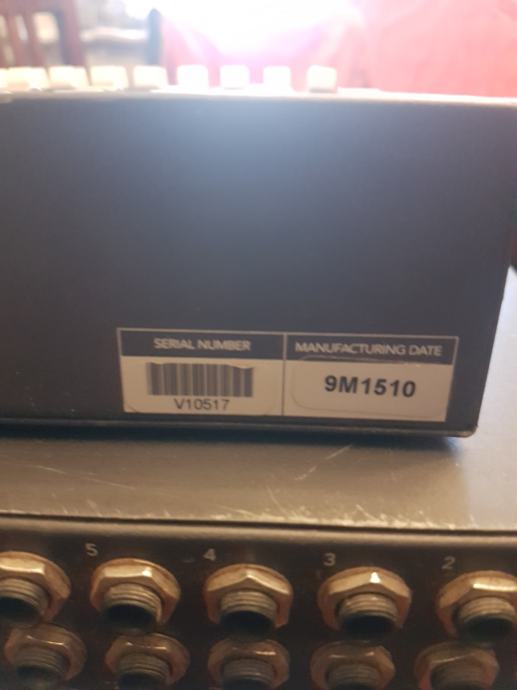 SERIAL NUMBER
MANUFACTURING DATE
V10517
9M1510
5
4
3
2